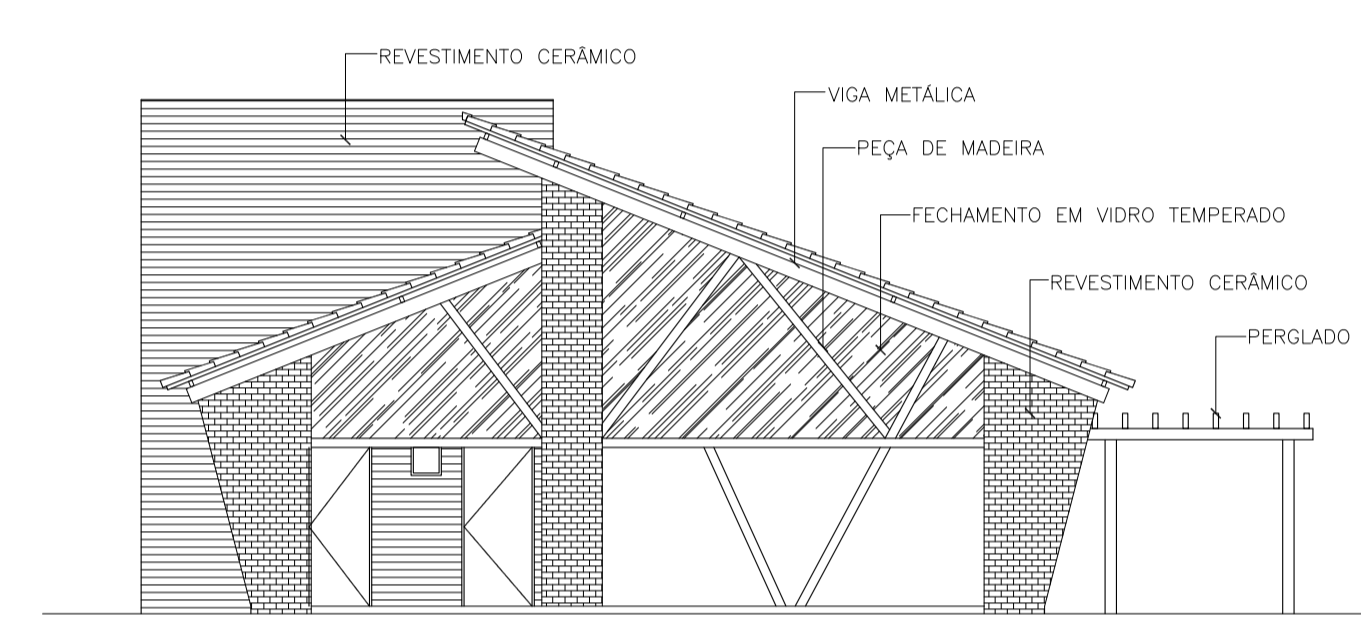 REVESTIMENTO CERÂMICO
VIGA METÁLICA
PEÇA DE MADEIRA
FECHAMENTO EM VIDRO TEMPERADO
REVESTIMENTO CERÂMICO
PERGLADO